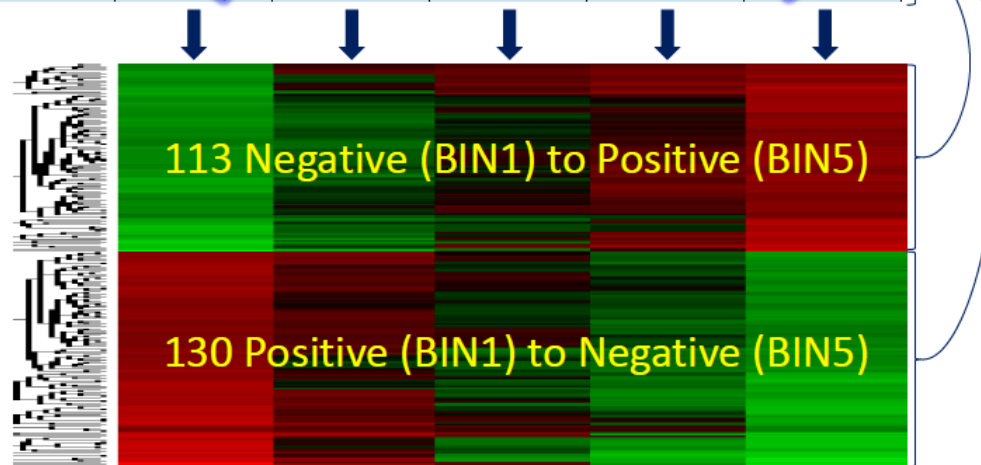 113 Negative (BIN1) to Positive (BIN5)
130 Positive (BIN1) to Negative (BIN5)